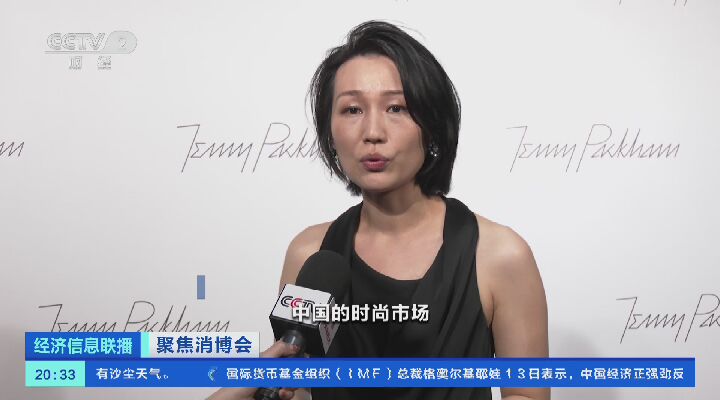 CCTV 2
财经
Jenny Packham
Jenny Packham
Jenny Packham
Jenny Packham
CCTV
中国的时尚市场
经济信息联播
聚焦消博会
20:33
有沙尘天气。
国际货币基金组织（IMF）总裁格奥尔基耶娃13日表示，中国经济正强劲反